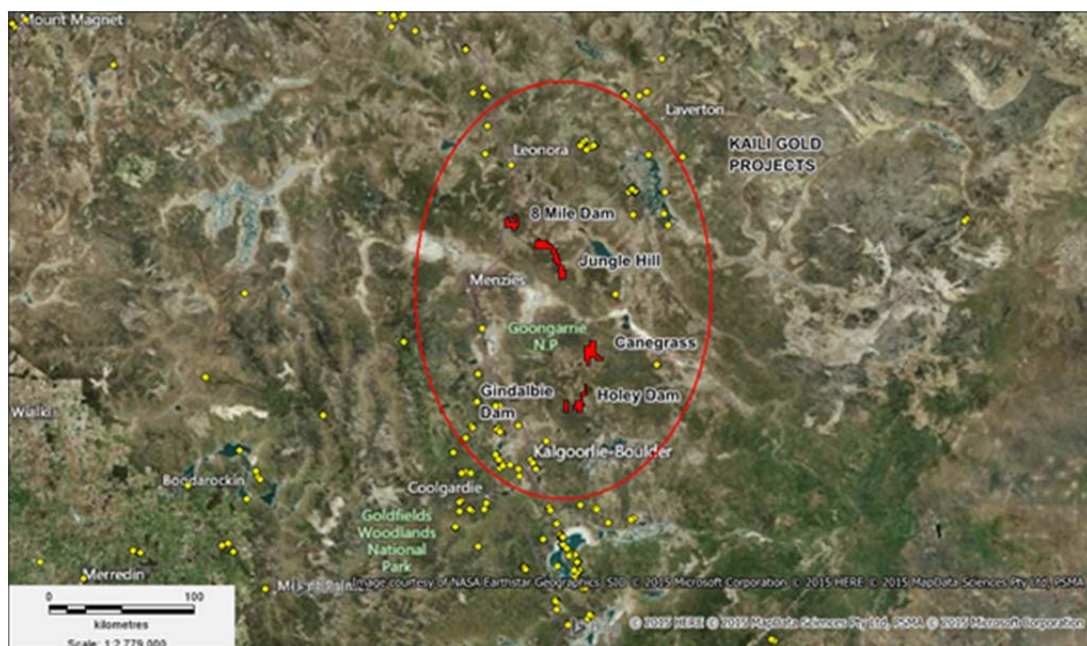 Mount Magnet
Laverton
KAILI GOLD
PROJECTS
Leonora
8 Mile Dam
Jungle Hill
Menzies
Goongarrie
N.P
Canegrass
Gindalbie
Dam
Holey Dam
Kalgoorlie-Boulder
Coolgardie
Boodarockin
Goldfields
Woodlands
National
Park
Merredin
Image courtesy of NASA Earthstar Geographics SIO © 2015 Microsoft Corporation © 2015 HERE © 2015 MapData Sciences Pty Ltd, PSMA
© 2015 HERE © 2015 MapData Sciences Pty Ltd, PSMA © 2015 Microsoft Corporation
0 100
kilometres
Scale: 1:2,779,000